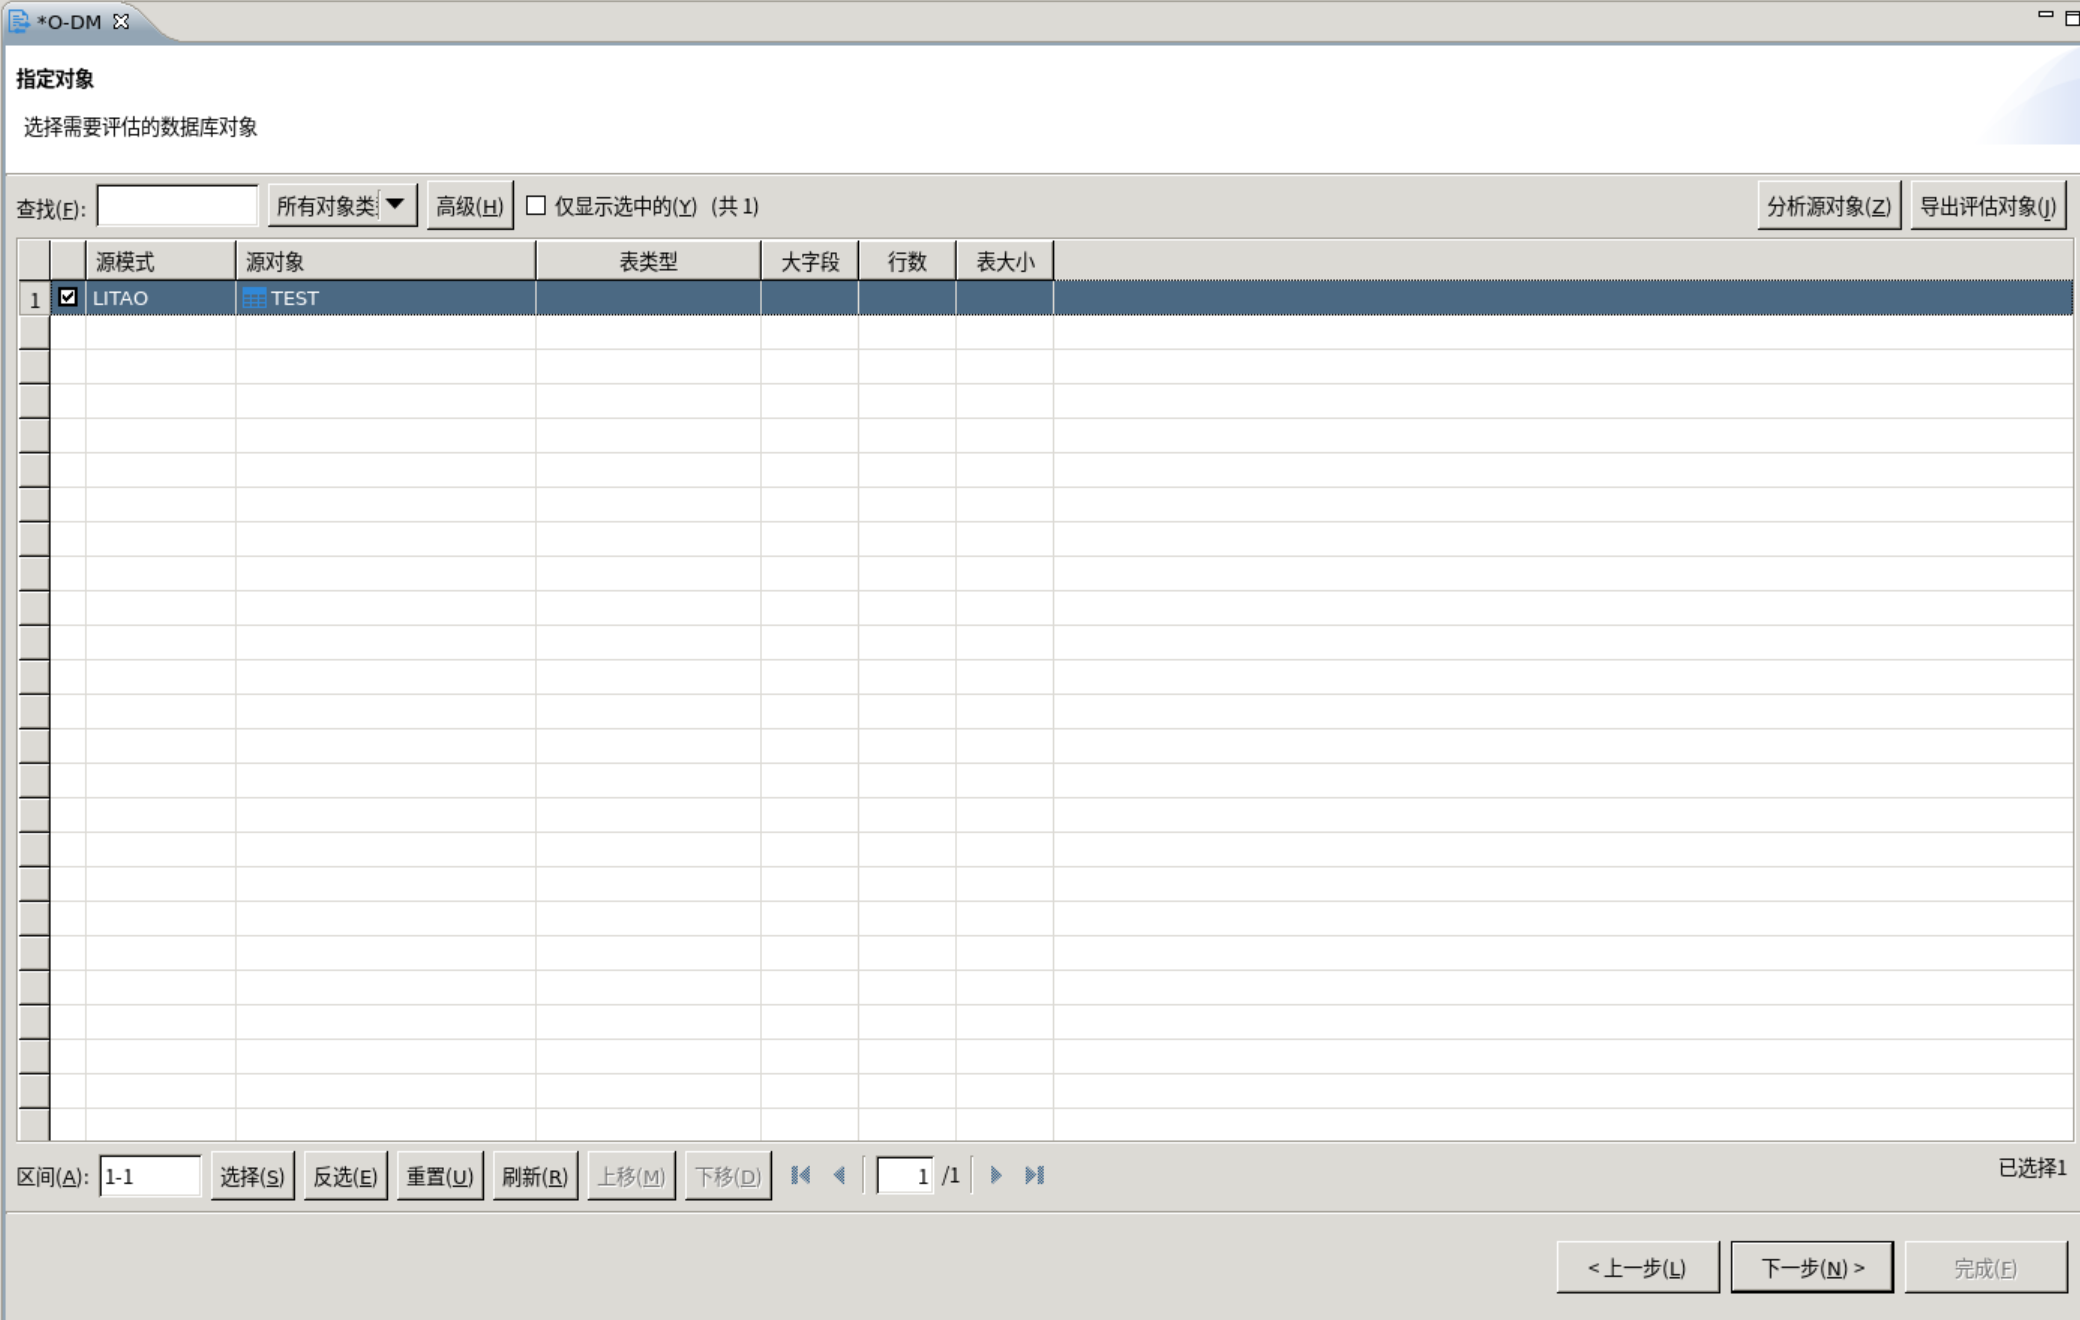 *O-DM
指定对象
选择需要评估的数据库对象
查找(F): 所有对象类 高级(H) 仅显示选中的(Y) (共 1) 分析源对象(Z) 导出评估对象(J)
源模式 源对象 表类型 大字段 行数 表大小
1 LITAO TEST
区间(A): 1-1 选择(S) 反选(E) 重置(U) 刷新(R) 上移(M) 下移(D) 1 /1 已选择1
< 上一步(L) 下一步(N) > 完成(F)